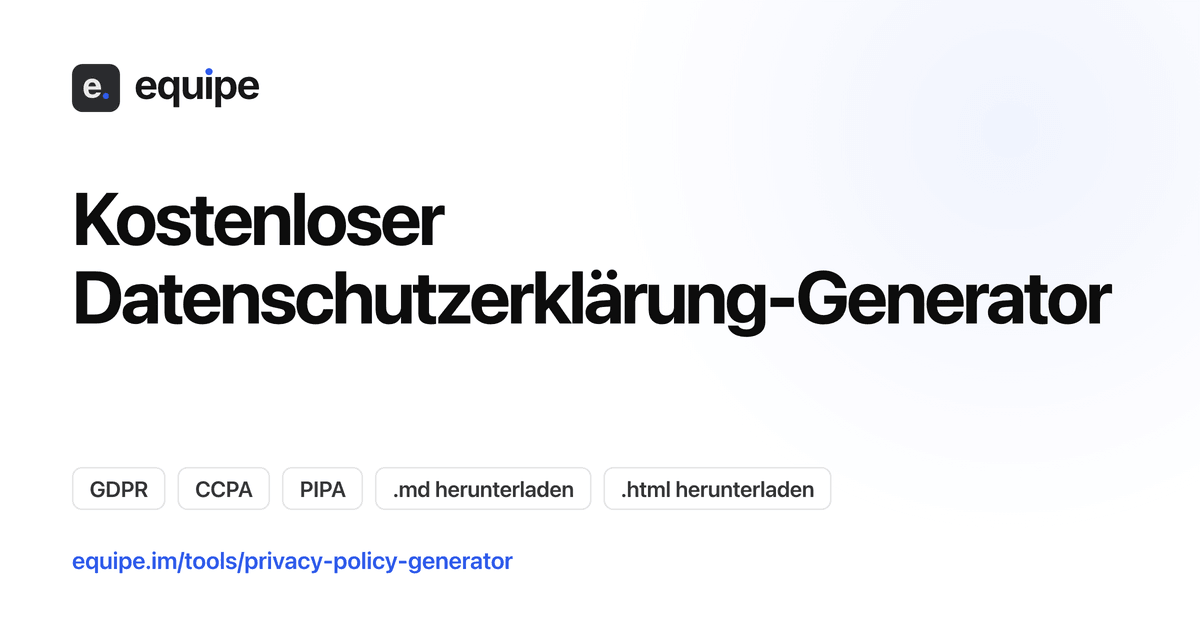 e. equipe
Kostenloser
Datenschutzerklärung-Generator
GDPR CCPA PIPA .md herunterladen .html herunterladen
equipe.im/tools/privacy-policy-generator